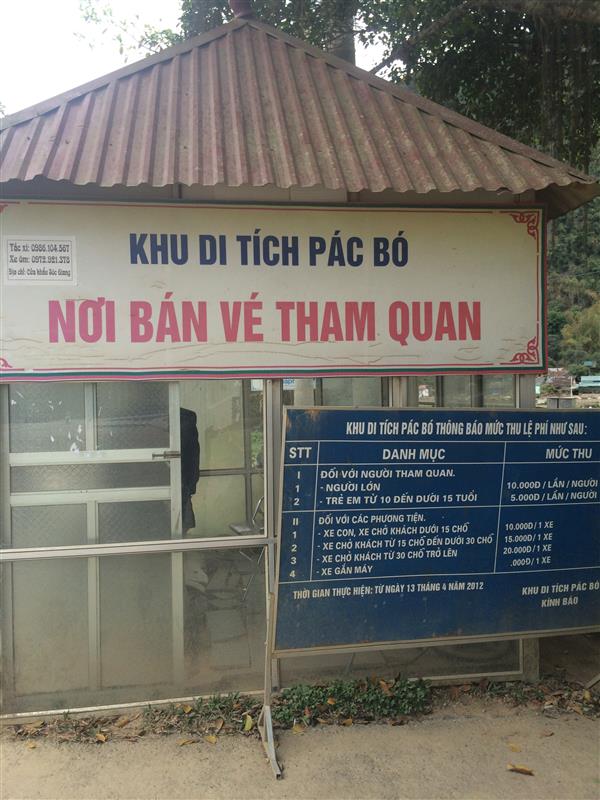 Tắc xi: 0986.104.567
Xe ôm: 0972.921.378
Địa chỉ: Cửa khẩu Sóc Giang
KHU DI TÍCH PÁC BÓ
NƠI BÁN VÉ THAM QUAN
KHU DI TÍCH PÁC BÓ THÔNG BÁO MỨC THU LỆ PHÍ NHƯ SAU:
STT DANH MỤC MỨC THU
I ĐỐI VỚI NGƯỜI THAM QUAN.
1 - NGƯỜI LỚN 10.000Đ / LẦN / NGƯỜI
2 - TRẺ EM TỪ 10 ĐẾN DƯỚI 15 TUỔI 5.000Đ / LẦN / NGƯỜI
II ĐỐI VỚI CÁC PHƯƠNG TIỆN.
1 - XE CON, XE CHỞ KHÁCH DƯỚI 15 CHỖ 10.000Đ/1 XE
2 - XE CHỞ KHÁCH TỪ 15 CHỖ ĐẾN DƯỚI 30 CHỖ 15.000Đ/1 XE
3 - XE CHỞ KHÁCH TỪ 30 CHỖ TRỞ LÊN 20.000Đ/1 XE
4 - XE GẮN MÁY .000Đ/1 XE
THỜI GIAN THỰC HIỆN: TỪ NGÀY 13 THÁNG 4 NĂM 2012
KHU DI TÍCH PÁC BÓ
KÍNH BÁO